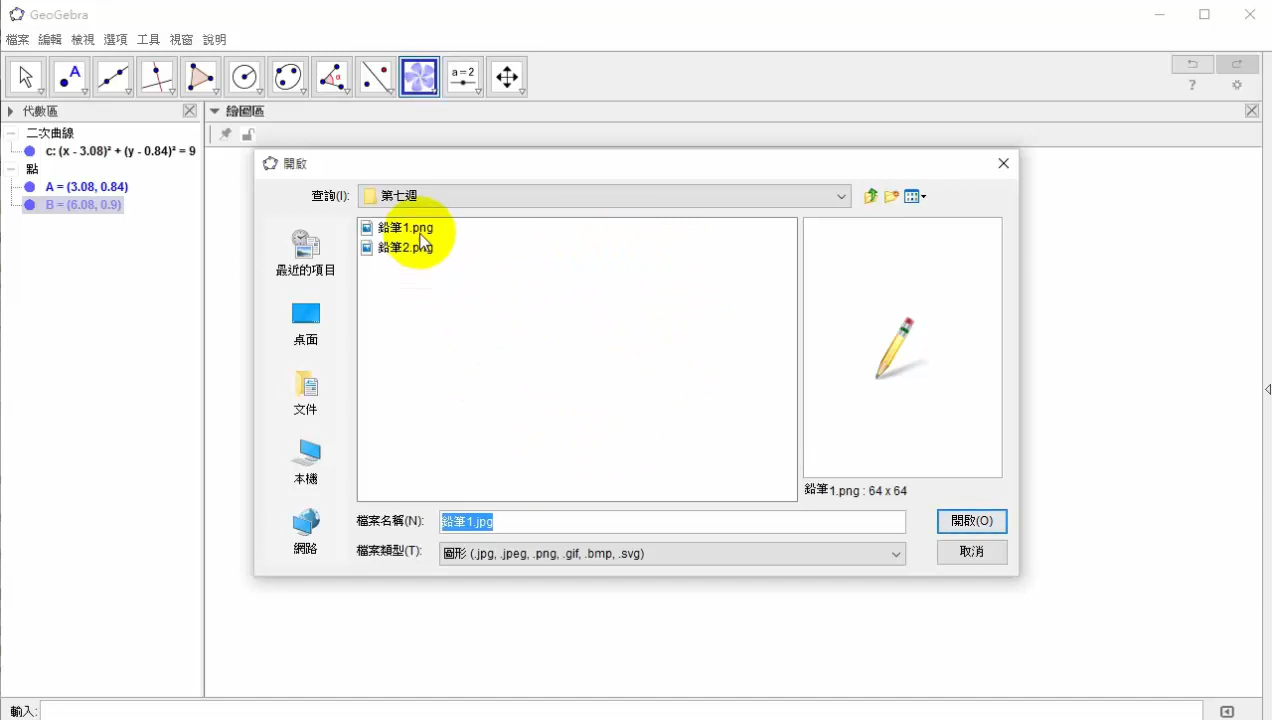 GeoGebra
檔案 編輯 檢視 選項 工具 視窗 說明
A
α
a=2
?
代數區
繪圖區
二次曲線
c: (x - 3.08)² + (y - 0.84)² = 9
點
A = (3.08, 0.84)
B = (6.08, 0.9)
開啟
查詢(I):
第七週
鉛筆1.png
鉛筆2.png
最近的項目
桌面
文件
本機
網路
鉛筆1.png : 64 x 64
檔案名稱(N):
鉛筆1.jpg
開啟(O)
檔案類型(T):
圖形 (.jpg, .jpeg, .png, .gif, .bmp, .svg)
取消
輸入: